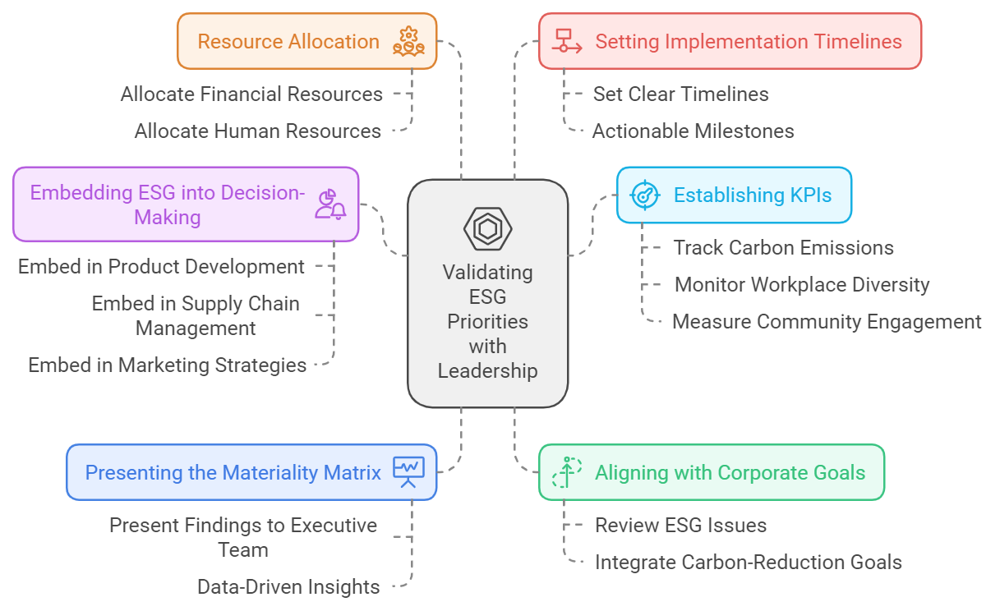 Resource Allocation
Allocate Financial Resources
Allocate Human Resources
Setting Implementation Timelines
Set Clear Timelines
Actionable Milestones
Embedding ESG into Decision-
Making
Embed in Product Development
Embed in Supply Chain
Management
Embed in Marketing Strategies
Validating
ESG
Priorities
with
Leadership
Establishing KPIs
Track Carbon Emissions
Monitor Workplace Diversity
Measure Community Engagement
Presenting the Materiality Matrix
Present Findings to Executive
Team
Data-Driven Insights
Aligning with Corporate Goals
Review ESG Issues
Integrate Carbon-Reduction Goals